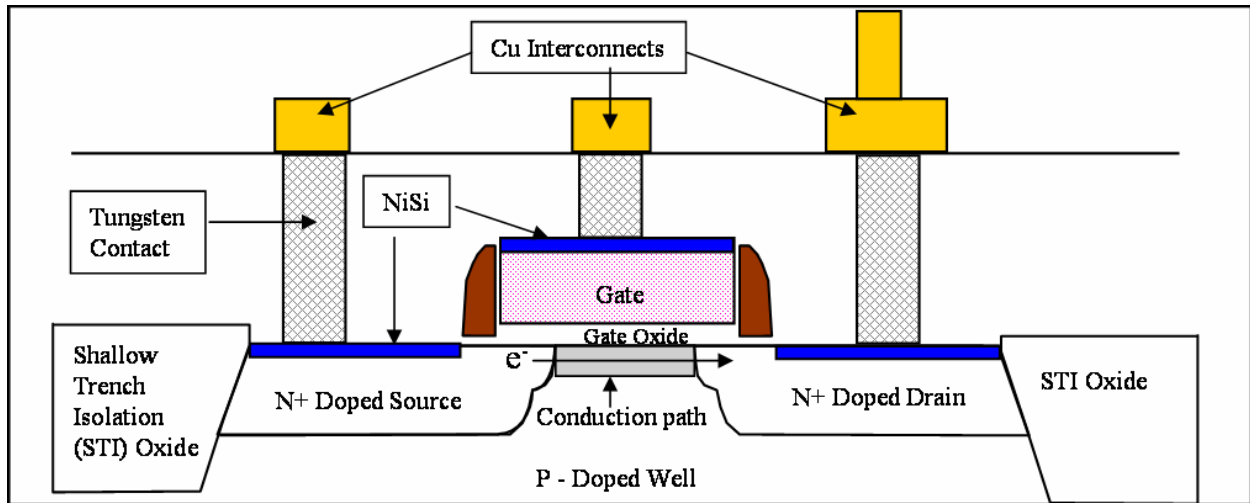 Cu Interconnects
Tungsten
Contact
NiSi
Gate
Gate Oxide
e-
Shallow
Trench
Isolation
(STI) Oxide
N+ Doped Source
Conduction path
N+ Doped Drain
STI Oxide
P - Doped Well